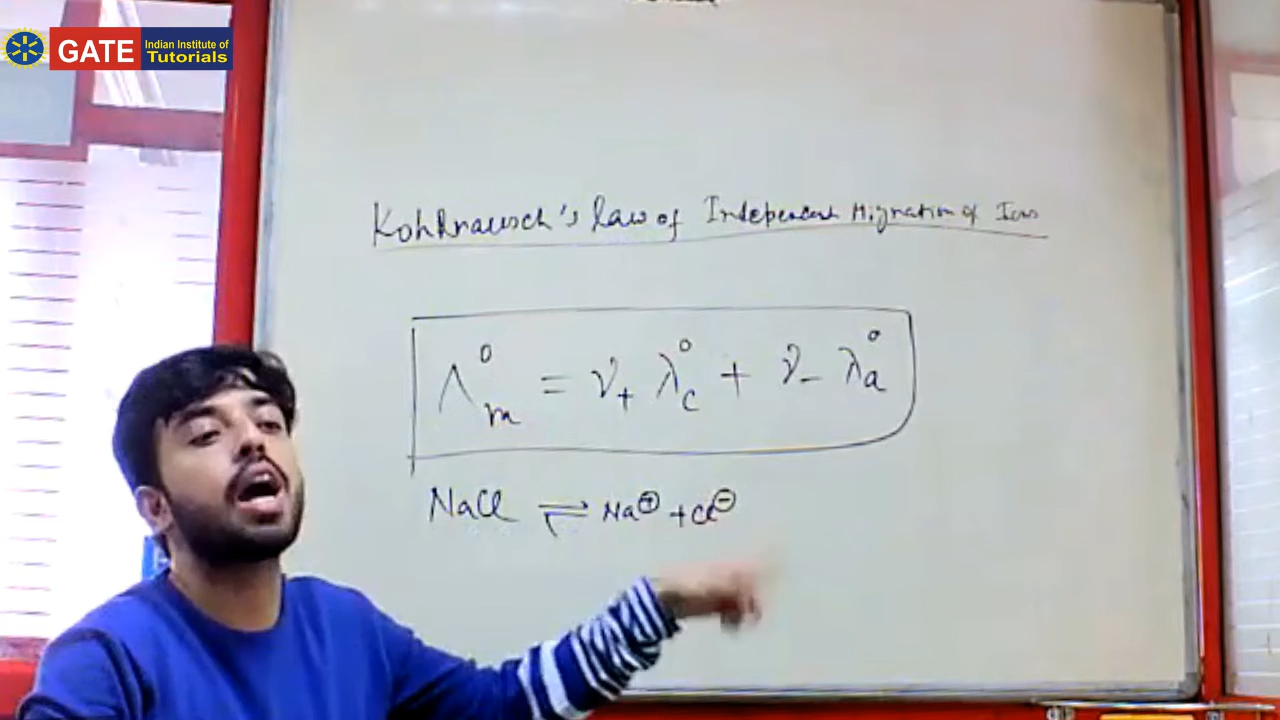 GATE
Indian Institute of
Tutorials
Kohlrausch's law of Independent Migration of Ions
Λ°m = ν+ λ°c + ν− λ°a
NaCl ⇌ Na⊕ + Cl⊖